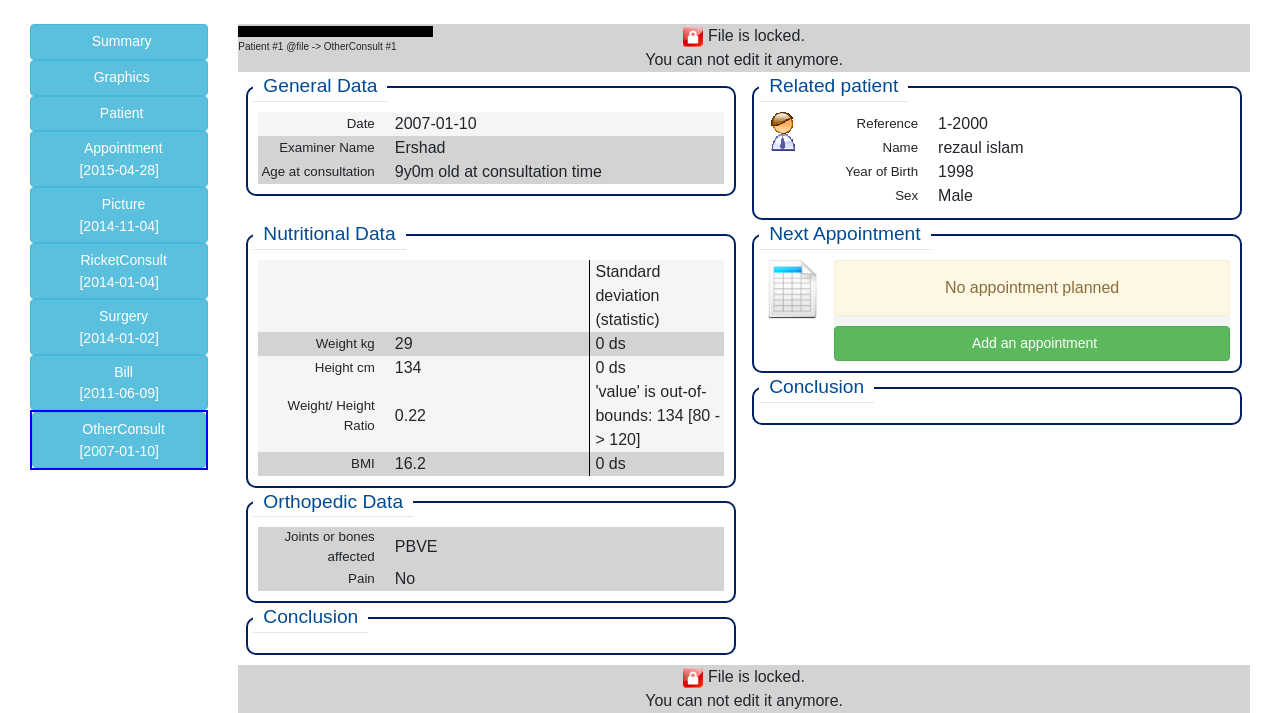 Summary
Graphics
Patient
Appointment
[2015-04-28]
Picture
[2014-11-04]
RicketConsult
[2014-01-04]
Surgery
[2014-01-02]
Bill
[2011-06-09]
OtherConsult
[2007-01-10]
Patient #1 @file -> OtherConsult #1
File is locked.
You can not edit it anymore.
General Data
Date 2007-01-10
Examiner Name Ershad
Age at consultation 9y0m old at consultation time
Related patient
Reference 1-2000
Name rezaul islam
Year of Birth 1998
Sex Male
Nutritional Data
Standard
deviation
(statistic)
Weight kg 29 0 ds
Height cm 134 0 ds
Weight/ Height
Ratio
0.22
'value' is out-of-
bounds: 134 [80 -
> 120]
BMI 16.2 0 ds
Next Appointment
No appointment planned
Add an appointment
Conclusion
Orthopedic Data
Joints or bones
affected
PBVE
Pain No
Conclusion
File is locked.
You can not edit it anymore.